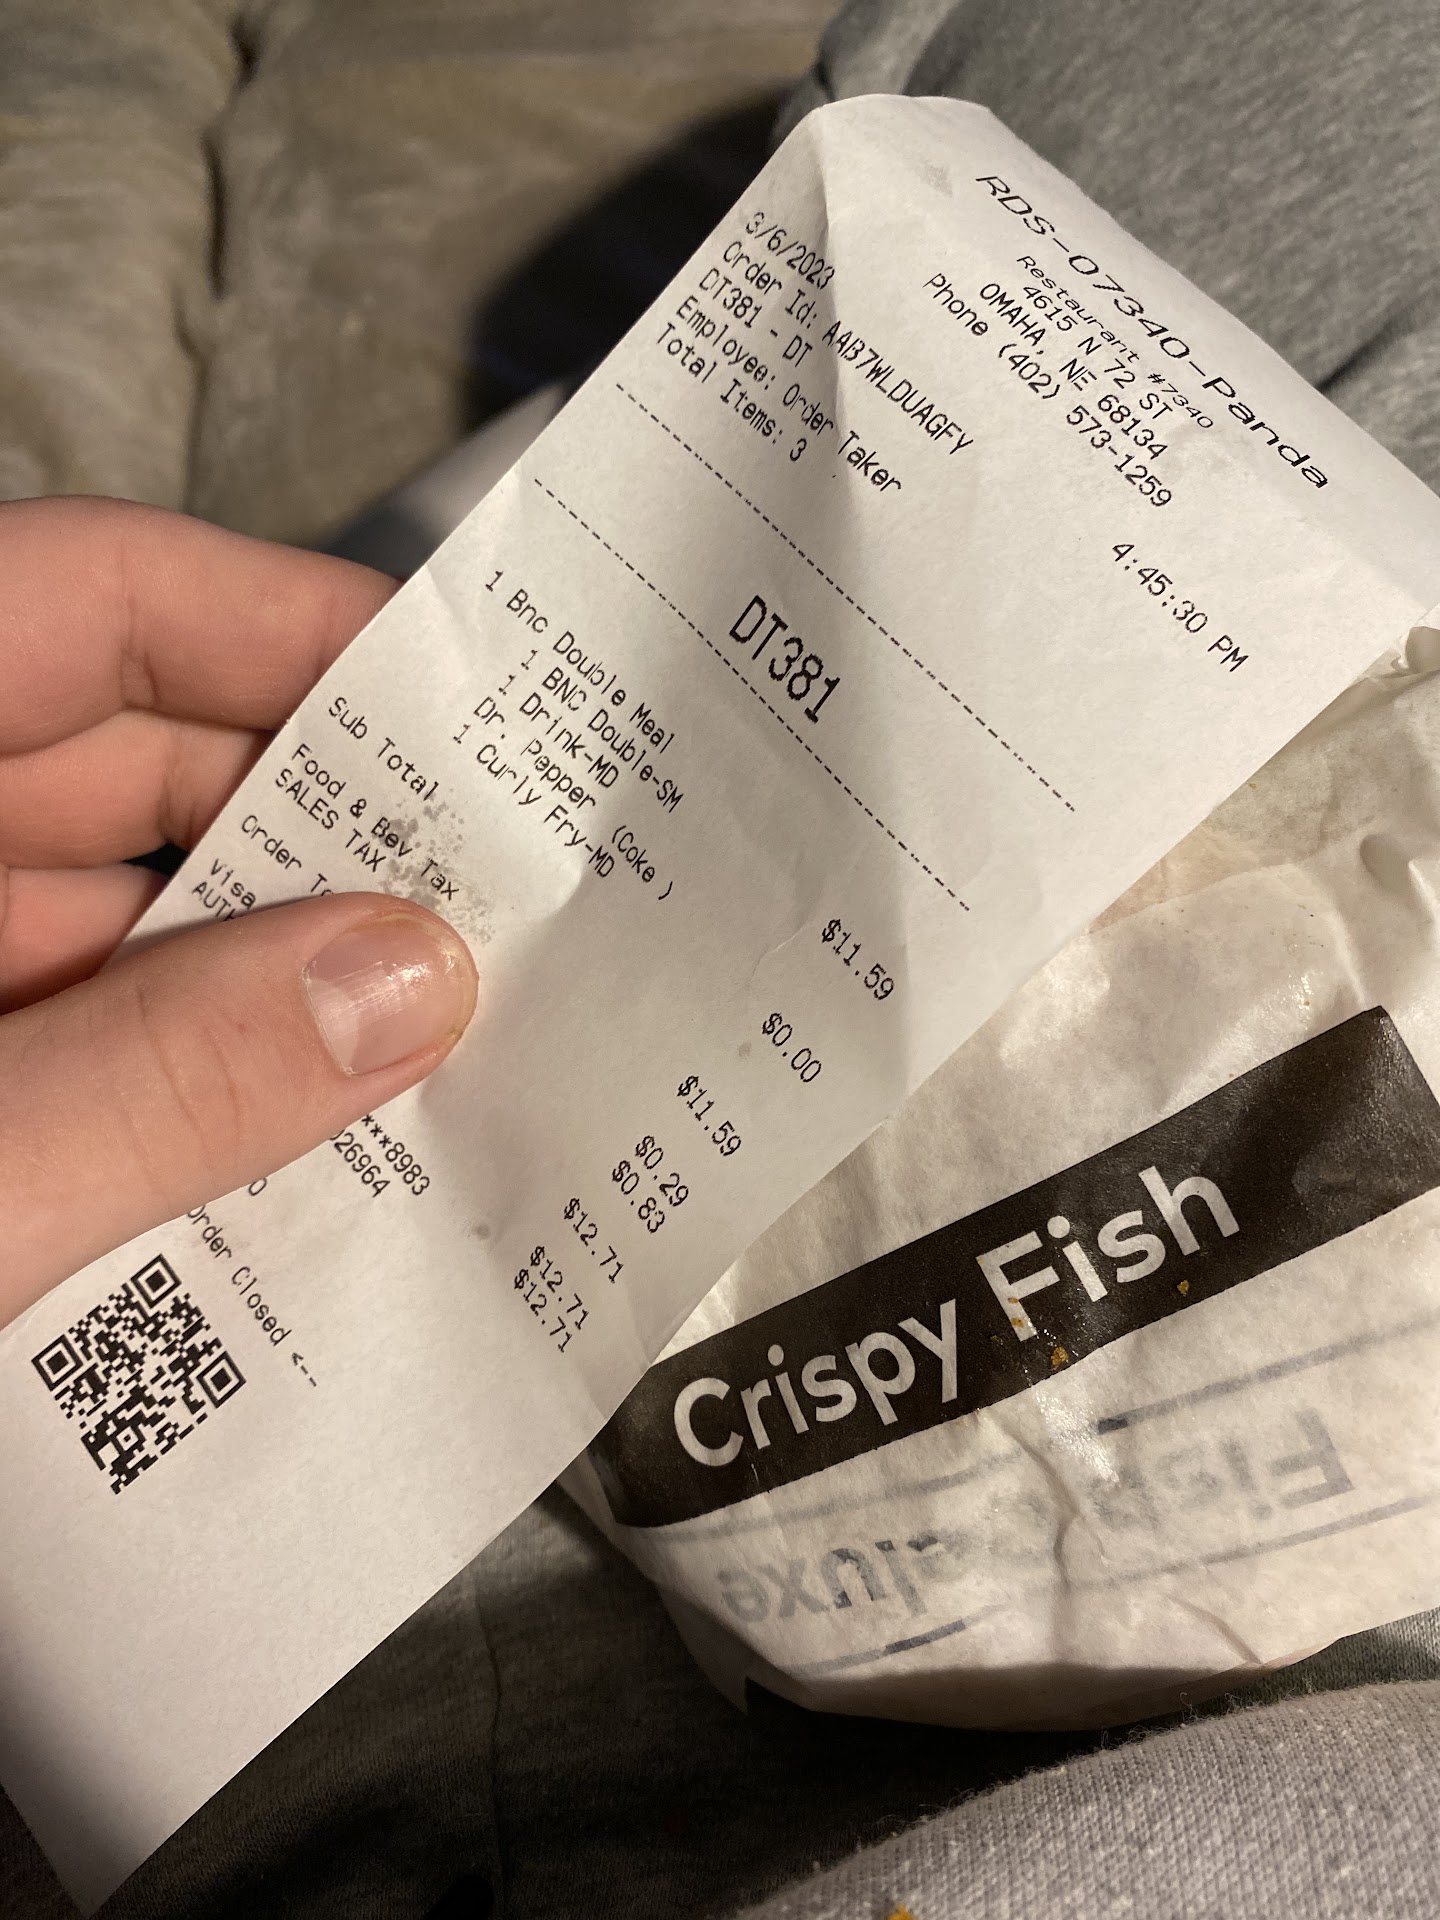 RDS-07340-Panda
Restaurant #7340
4615 N 72 ST
OMAHA, NE 68134
Phone (402) 573-1259
3/6/2023 4:45:30 PM
Order Id: AAB7WLDUAGFY
DT381 - DT
Employee: Order Taker
Total Items: 3
DT381
1 Bnc Double Meal $11.59
1 BNC Double-SM
1 Drink-MD
Dr. Pepper (Coke )
1 Curly Fry-MD $0.00
Sub Total $11.59
Food & Bev Tax $0.29
SALES TAX $0.83
Order $12.71
Visa $12.71
$12.71
***8983
26964
Order Closed <--
Crispy Fish
Fish Deluxe